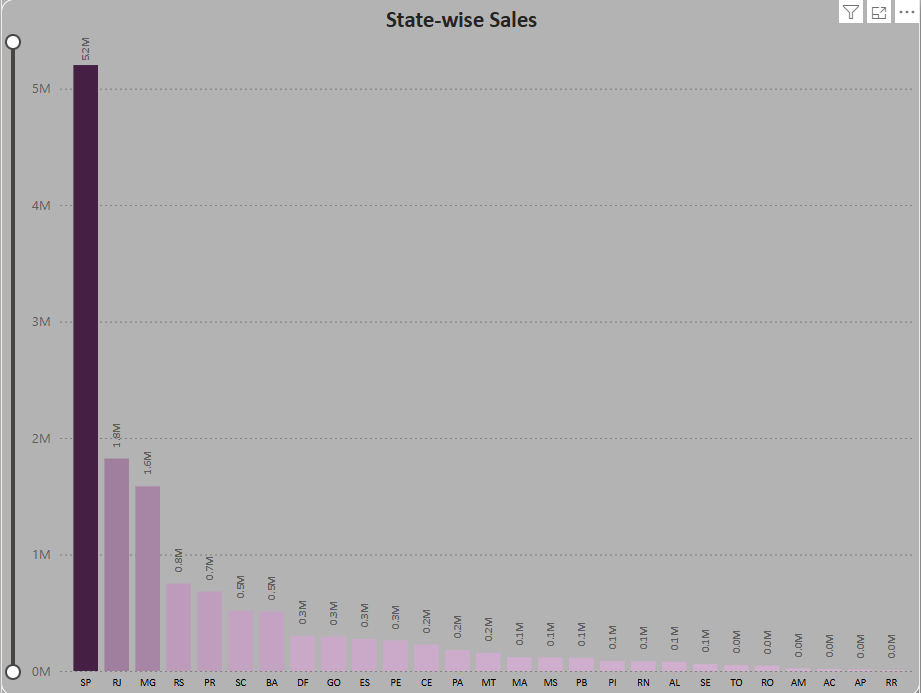 State-wise Sales
5.2M
5M
4M
3M
2M
1M
0M
1.8M
1.6M
0.8M
0.7M
0.5M
0.5M
0.3M
0.3M
0.3M
0.3M
0.2M
0.2M
0.2M
0.1M
0.1M
0.1M
0.1M
0.1M
0.1M
0.1M
0.0M
0.0M
0.0M
0.0M
0.0M
0.0M
SP RJ MG RS PR SC BA DF GO ES PE CE PA MT MA MS PB PI RN AL SE TO RO AM AC AP RR